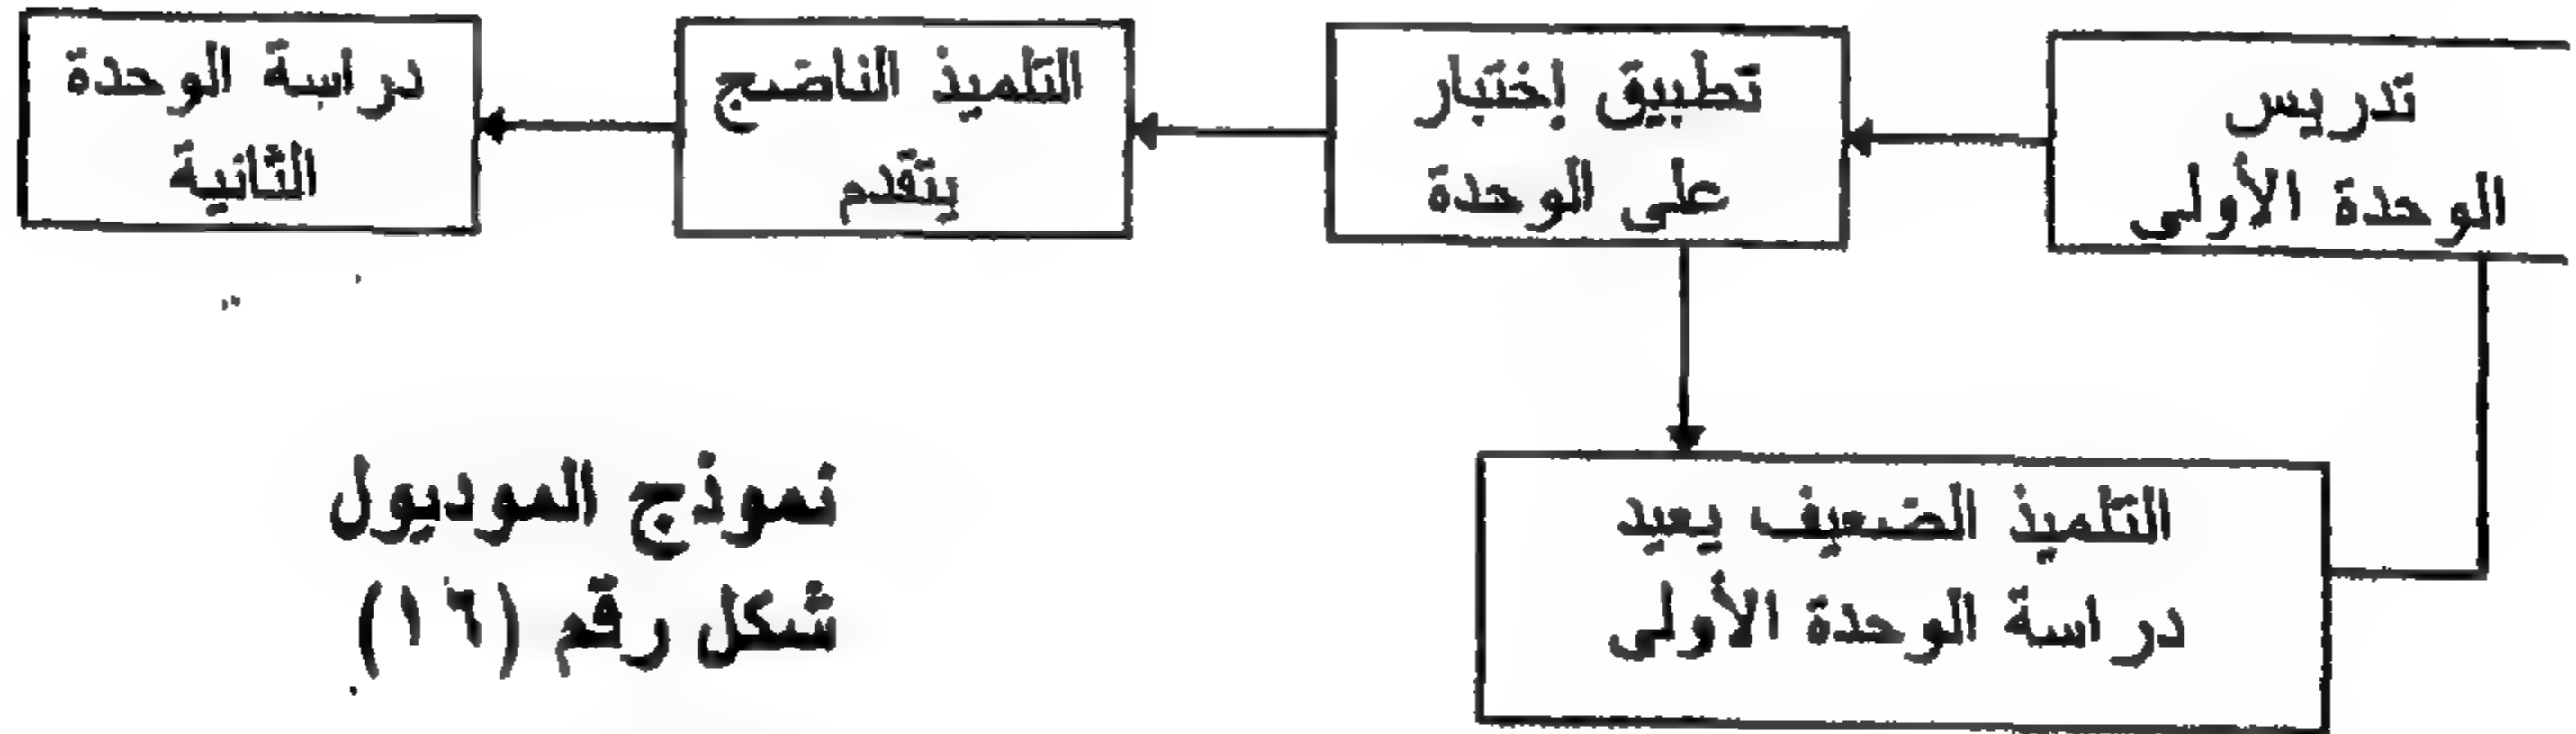 تدريس
الوحدة الأولى
تطبيق إختبار
على الوحدة
التلميذ الناضج
يتقدم
دراسة الوحدة
الثانية
التلميذ الضعيف يعيد
دراسة الوحدة الأولى
نموذج الموديول
شكل رقم (١٦)